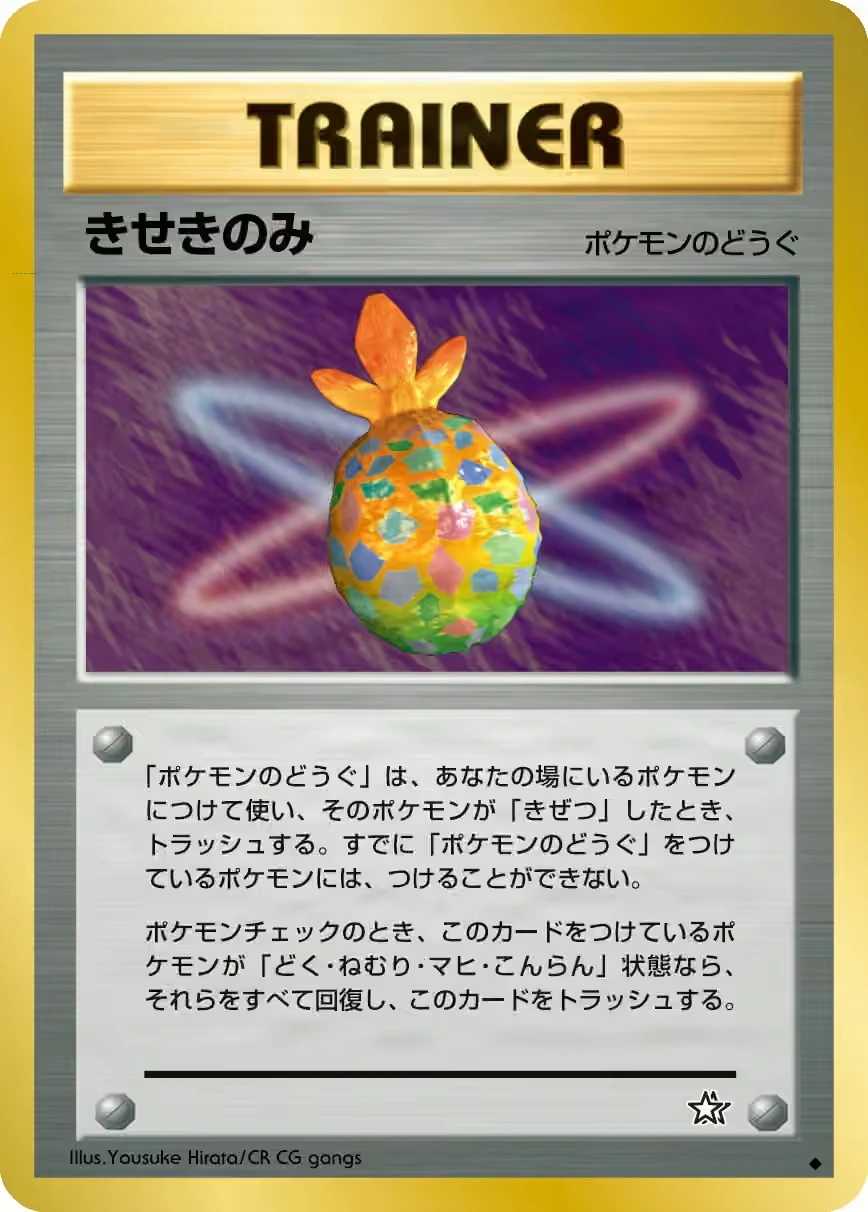 TRAINER
きせきのみ
ポケモンのどうぐ
「ポケモンのどうぐ」は、あなたの場にいるポケモン
につけて使い、そのポケモンが「きぜつ」したとき、
トラッシュする。すでに「ポケモンのどうぐ」をつけ
ているポケモンには、つけることができない。
ポケモンチェックのとき、このカードをつけているポ
ケモンが「どく･ねむり･マヒ･こんらん」状態なら、
それらをすべて回復し、このカードをトラッシュする。
Illus.Yousuke Hirata/CR CG gangs